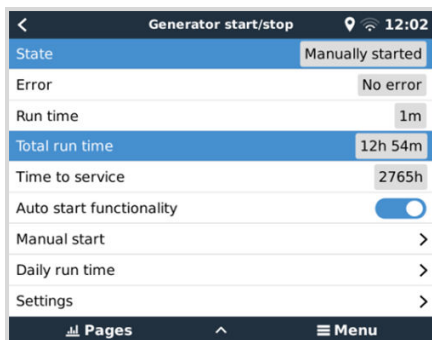 Generator start/stop 12:02
State Manually started
Error No error
Run time 1m
Total run time 12h 54m
Time to service 2765h
Auto start functionality
Manual start
Daily run time
Settings
Pages Menu